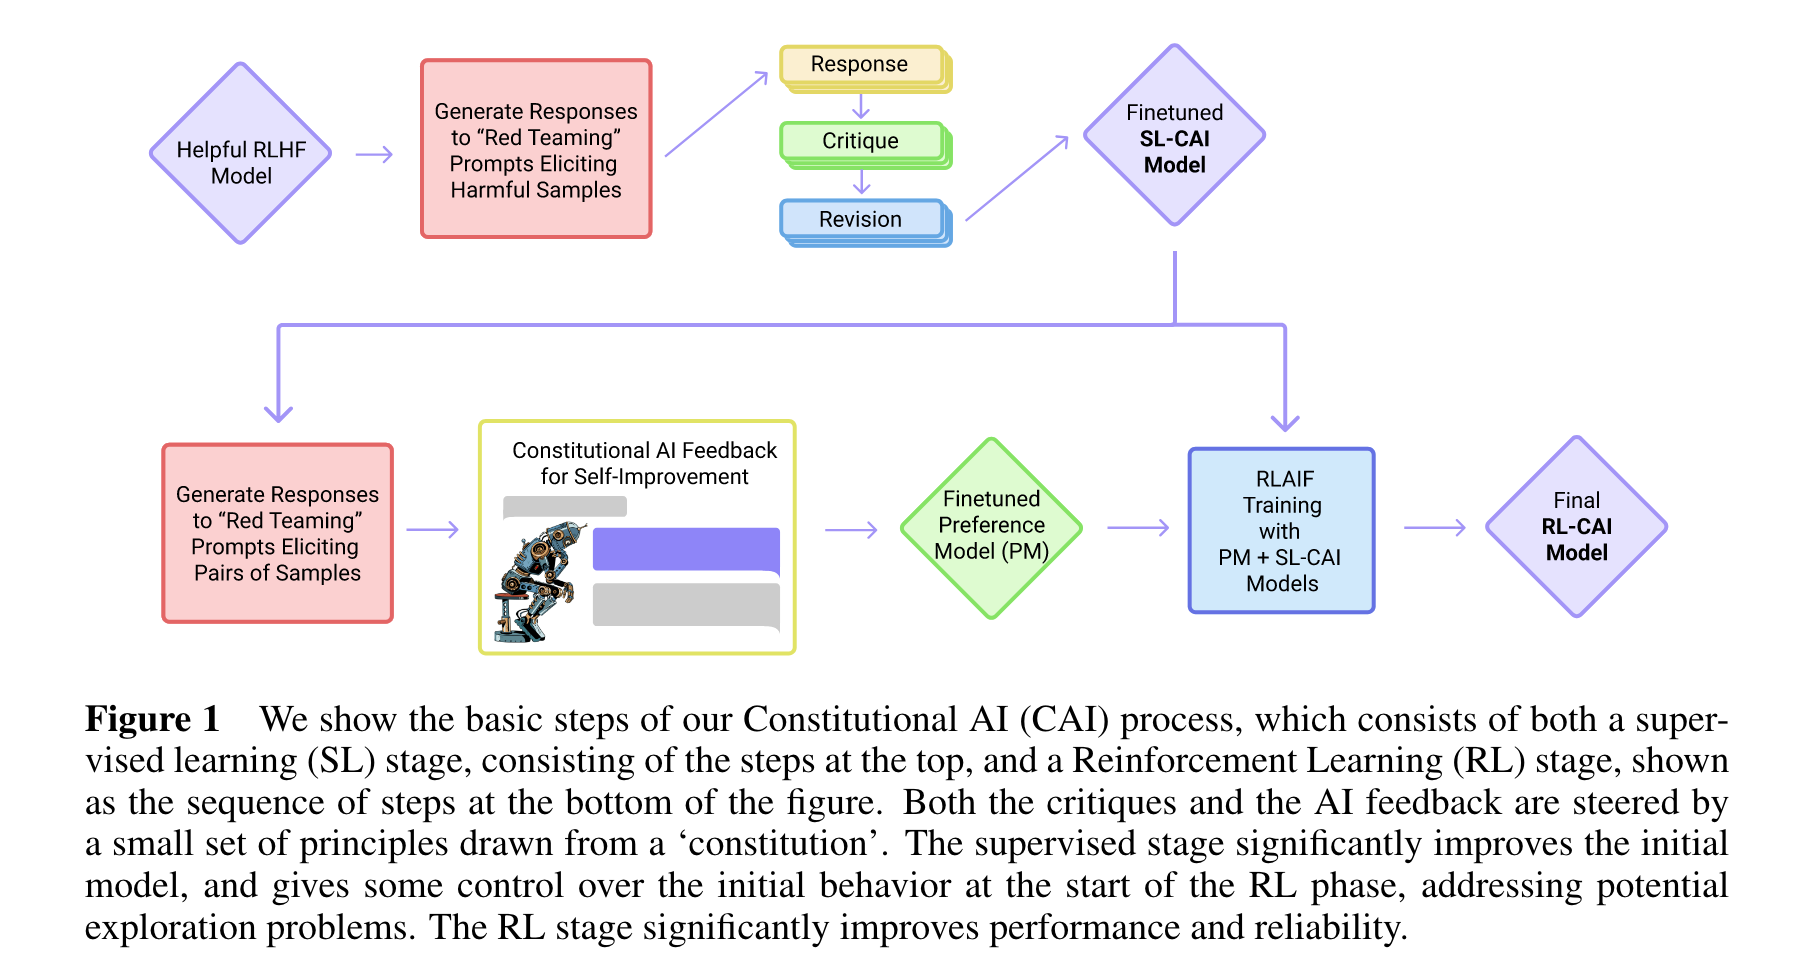 Helpful RLHF
Model
Generate Responses
to “Red Teaming”
Prompts Eliciting
Harmful Samples
Response
Critique
Revision
Finetuned
SL-CAI
Model
Generate Responses
to “Red Teaming”
Prompts Eliciting
Pairs of Samples
Constitutional AI Feedback
for Self-Improvement
Finetuned
Preference
Model (PM)
RLAIF
Training
with
PM + SL-CAI
Models
Final
RL-CAI
Model
Figure 1 We show the basic steps of our Constitutional AI (CAI) process, which consists of both a super-
vised learning (SL) stage, consisting of the steps at the top, and a Reinforcement Learning (RL) stage, shown
as the sequence of steps at the bottom of the figure. Both the critiques and the AI feedback are steered by
a small set of principles drawn from a ‘constitution’. The supervised stage significantly improves the initial
model, and gives some control over the initial behavior at the start of the RL phase, addressing potential
exploration problems. The RL stage significantly improves performance and reliability.